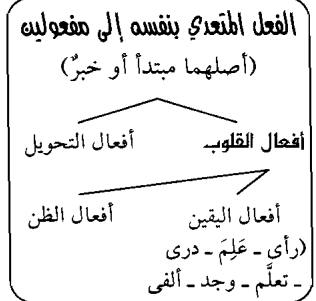 الفعل المتعدي بنفسه إلى مفعولين
(أصلهما مبتدأ أو خبرٌ)
أفعال القلوب أفعال التحويل
أفعال اليقين أفعال الظن
(رأى ـ عَلِمَ ـ درى
ـ تعلَّم ـ وجد ـ ألفى